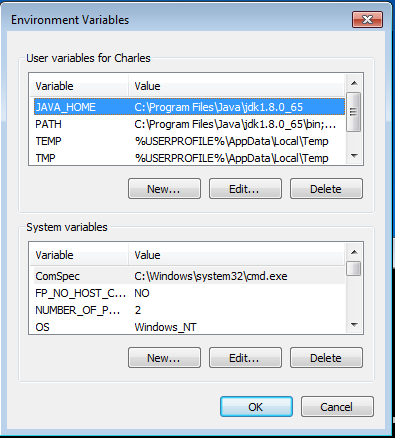 Environment Variables
User variables for Charles
Variable Value
JAVA_HOME C:\Program Files\Java\jdk1.8.0_65
PATH C:\Program Files\Java\jdk1.8.0_65\bin;...
TEMP %USERPROFILE%\AppData\Local\Temp
TMP %USERPROFILE%\AppData\Local\Temp
New... Edit... Delete
System variables
Variable Value
ComSpec C:\Windows\system32\cmd.exe
FP_NO_HOST_C... NO
NUMBER_OF_P... 2
OS Windows_NT
New... Edit... Delete
OK Cancel